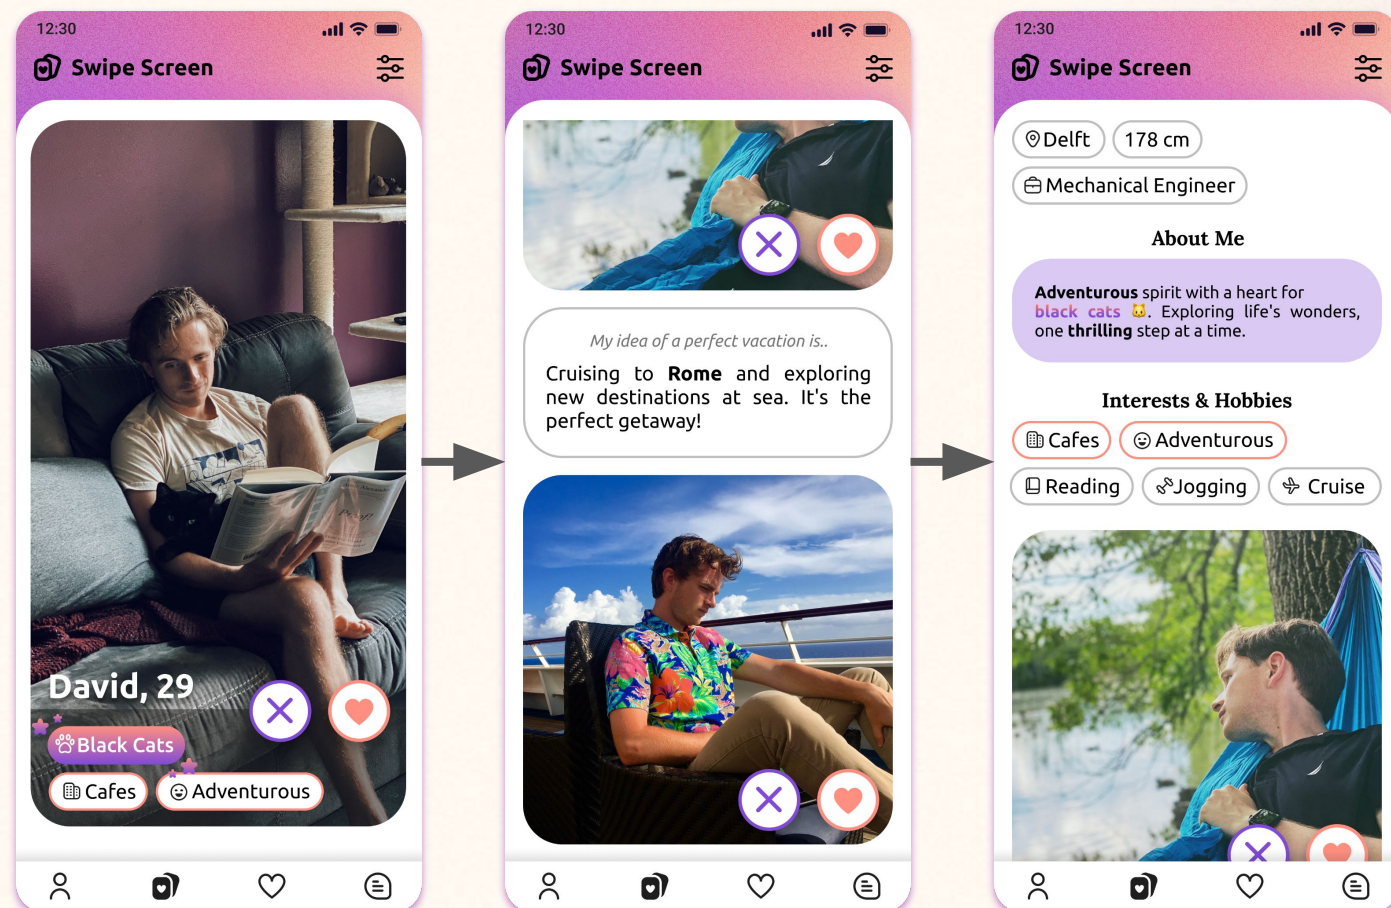 12:30
Swipe Screen
David, 29
Black Cats
Cafes
Adventurous
12:30
Swipe Screen
My idea of a perfect vacation is..
Cruising to Rome and exploring
new destinations at sea. It's the
perfect getaway!
12:30
Swipe Screen
Delft
178 cm
Mechanical Engineer
About Me
Adventurous spirit with a heart for
black cats 🐱. Exploring life's wonders,
one thrilling step at a time.
Interests & Hobbies
Cafes
Adventurous
Reading
Jogging
Cruise